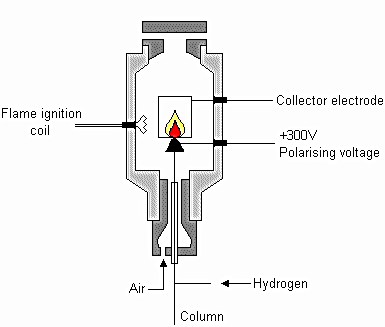 Collector electrode
Flame ignition
coil
+300V
Polarising voltage
Hydrogen
Air
Column